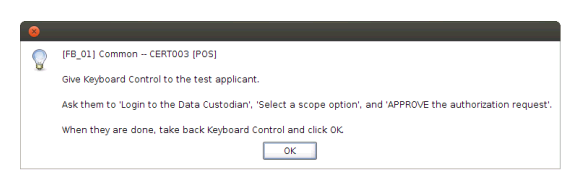 [FB_01] Common -- CERT003 [POS]
Give Keyboard Control to the test applicant.
Ask them to 'Login to the Data Custodian', 'Select a scope option', and 'APPROVE the authorization request'.
When they are done, take back Keyboard Control and click OK.
OK